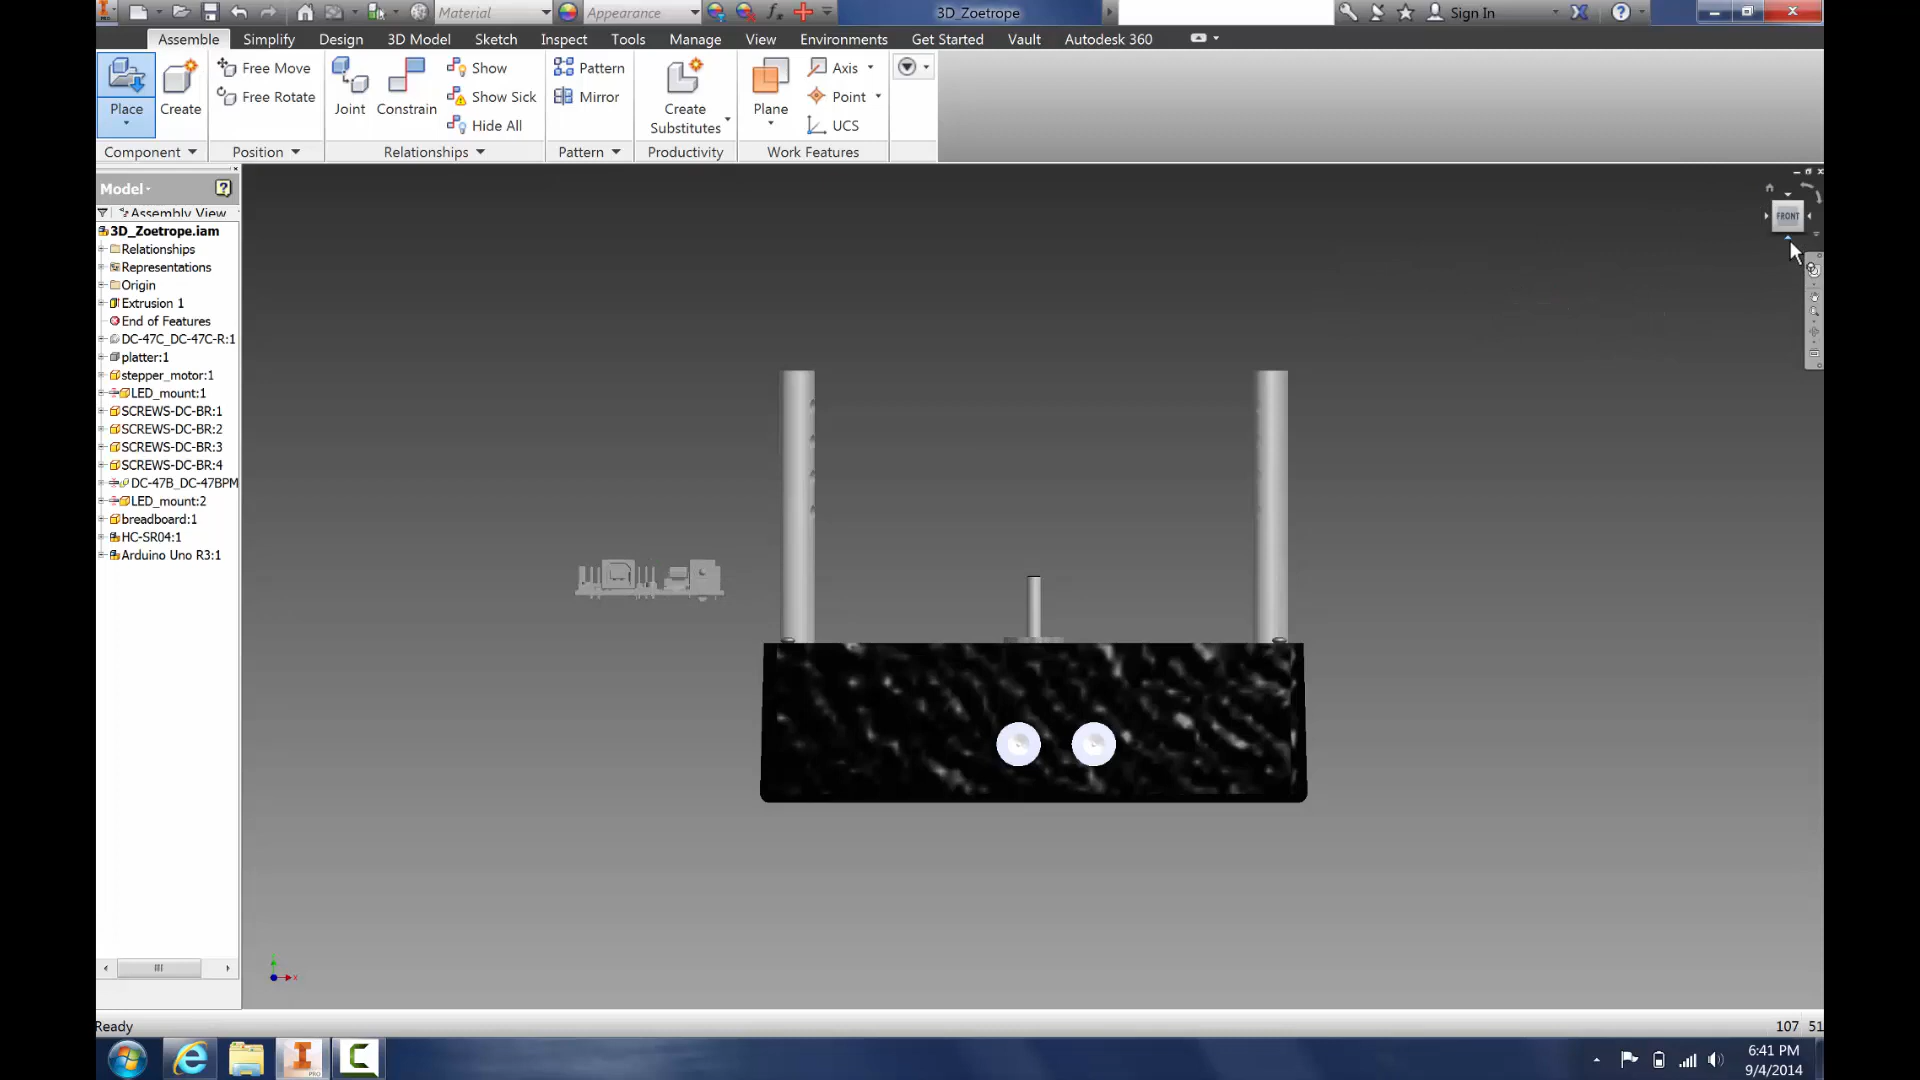 Material
Appearance
3D_Zoetrope
Sign In
PRO
Assemble
Simplify
Design
3D Model
Sketch
Inspect
Tools
Manage
View
Environments
Get Started
Vault
Autodesk 360
Place
Create
Free Move
Free Rotate
Joint
Constrain
Show
Show Sick
Hide All
Pattern
Mirror
Create
Substitutes
Plane
Axis
Point
UCS
Component
Position
Relationships
Pattern
Productivity
Work Features
Model
Assembly View
3D_Zoetrope.iam
Relationships
Representations
Origin
Extrusion 1
End of Features
DC-47C_DC-47C-R:1
platter:1
stepper_motor:1
LED_mount:1
SCREWS-DC-BR:1
SCREWS-DC-BR:2
SCREWS-DC-BR:3
SCREWS-DC-BR:4
DC-47B_DC-47BPM
LED_mount:2
breadboard:1
HC-SR04:1
Arduino Uno R3:1
FRONT
x
Ready
107 51
PRO
6:41 PM
9/4/2014